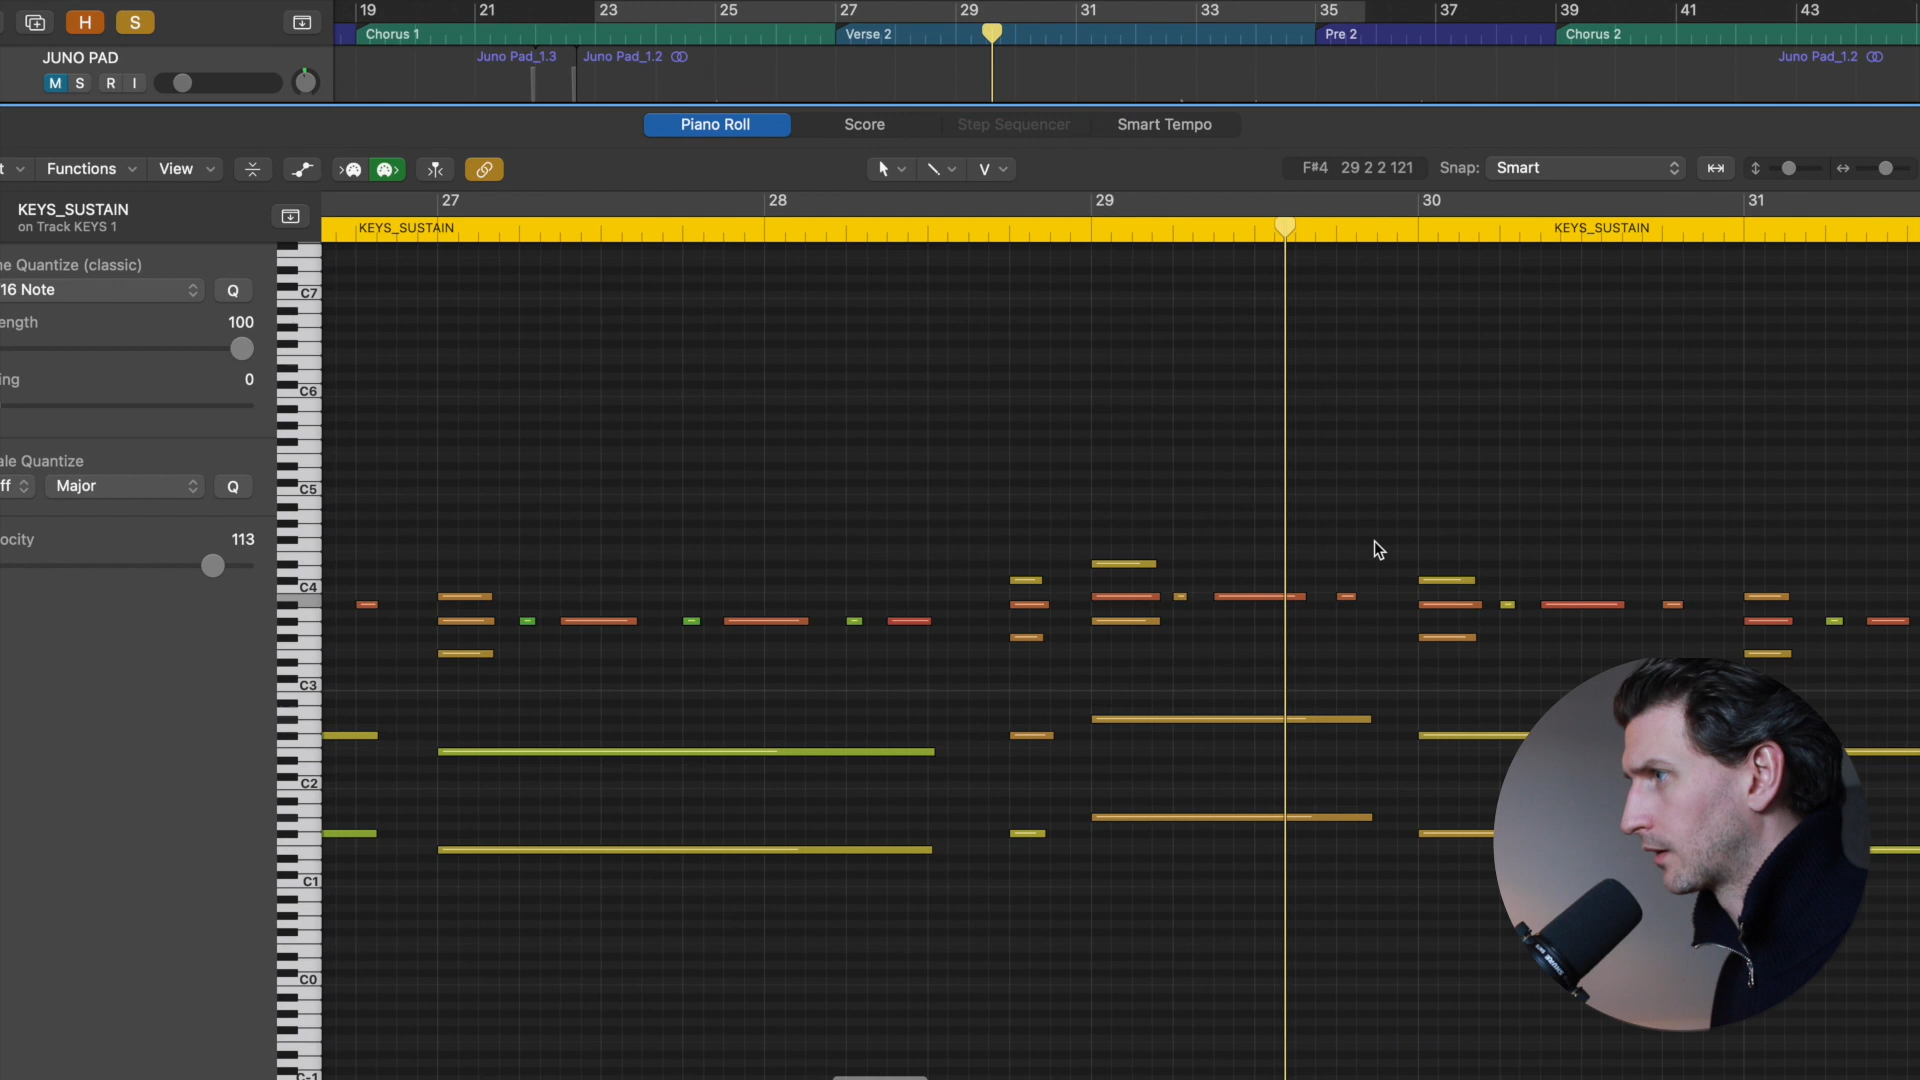 19 21 23 25 27 29 31 33 35 37 39 41 43
H S
Chorus 1 Verse 2 Pre 2 Chorus 2
JUNO PAD
Juno Pad_1.3 Juno Pad_1.2 Juno Pad_1.2
M S R I
Piano Roll Score Step Sequencer Smart Tempo
t Functions View F#4 29 2 2 121 Snap: Smart
27 28 29 30 31
KEYS_SUSTAIN
on Track KEYS 1
KEYS_SUSTAIN KEYS_SUSTAIN
ne Quantize (classic)
16 Note Q
ength 100
ing 0
ale Quantize
ff Major Q
ocity 113
C7
C6
C5
C4
C3
C2
C1
C0
C-1
SHURE